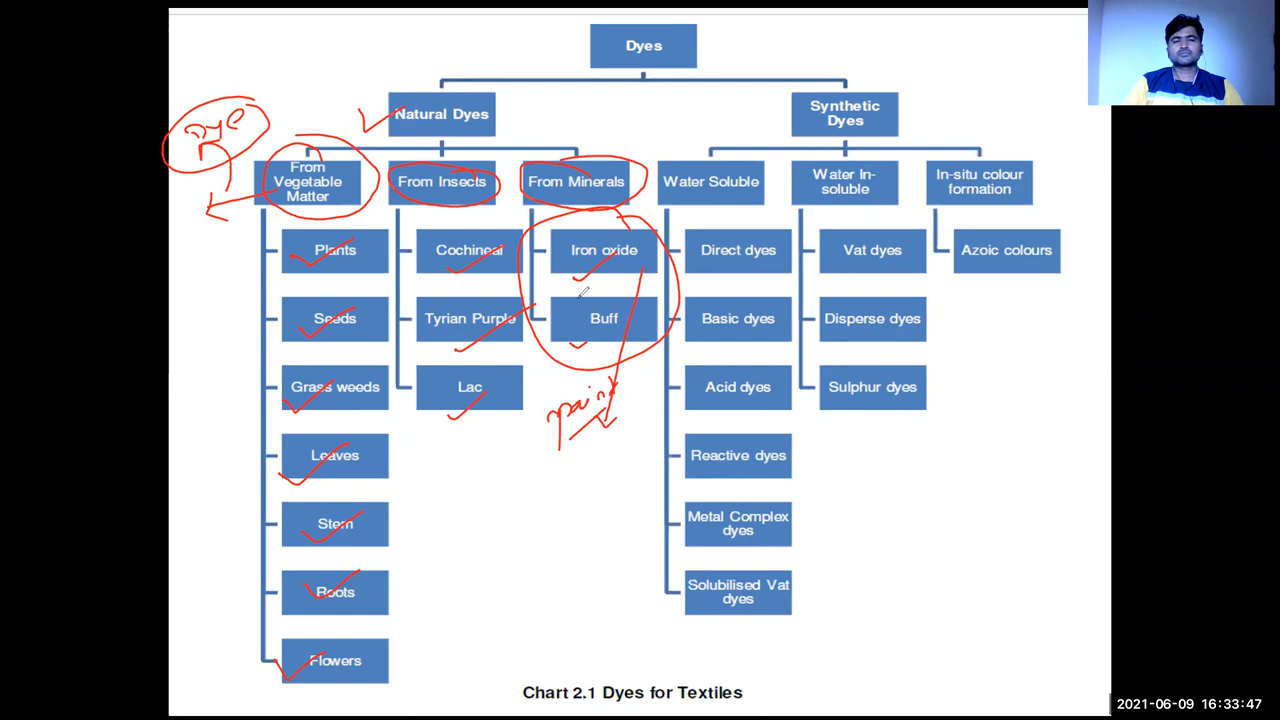 Dyes
Natural Dyes
Synthetic
Dyes
Dye
From
Vegetable
Matter
From Insects
From Minerals
Water Soluble
Water In-
soluble
In-situ colour
formation
Plants
Cochineal
Iron oxide
Direct dyes
Vat dyes
Azoic colours
Seeds
Tyrian Purple
Buff
Basic dyes
Disperse dyes
Grass weeds
Lac
Acid dyes
Sulphur dyes
paint
Leaves
Reactive dyes
Stem
Metal Complex
dyes
Roots
Solubilised Vat
dyes
Flowers
Chart 2.1 Dyes for Textiles
2021-06-09 16:33:47